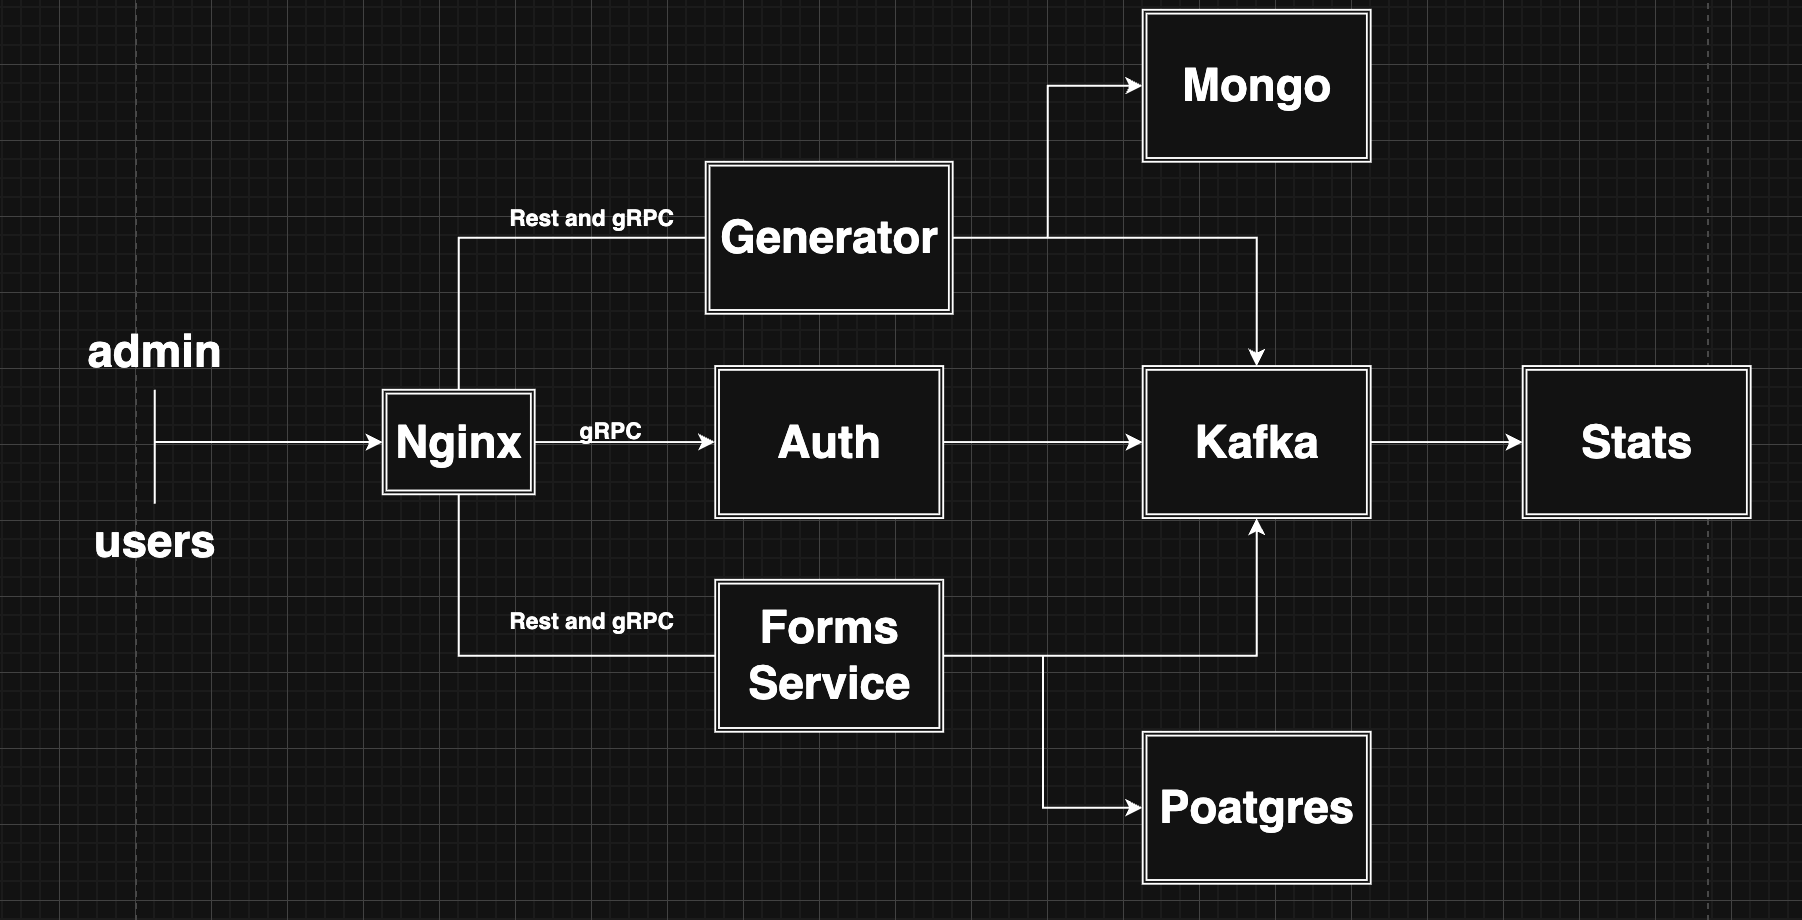 Mongo
Rest and gRPC
Generator
admin
users
Nginx
gRPC
Auth
Kafka
Stats
Rest and gRPC
Forms
Service
Poatgres